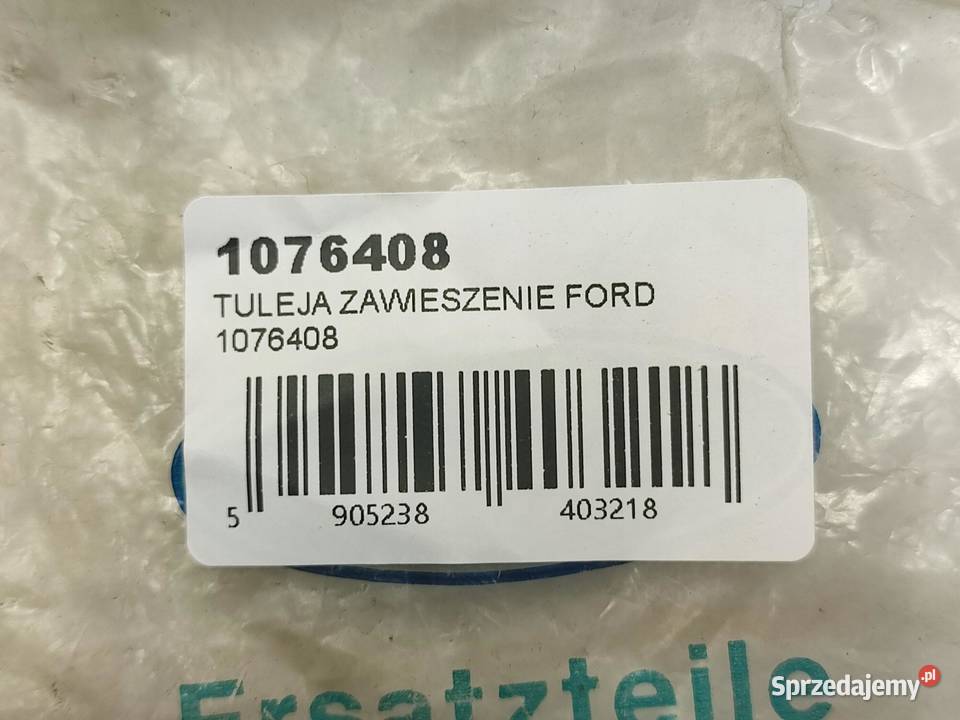 1076408
TULEJA ZAWIESZENIE FORD
1076408
5 905238 403218
Ersatzteile
Sprzedajemy.pl